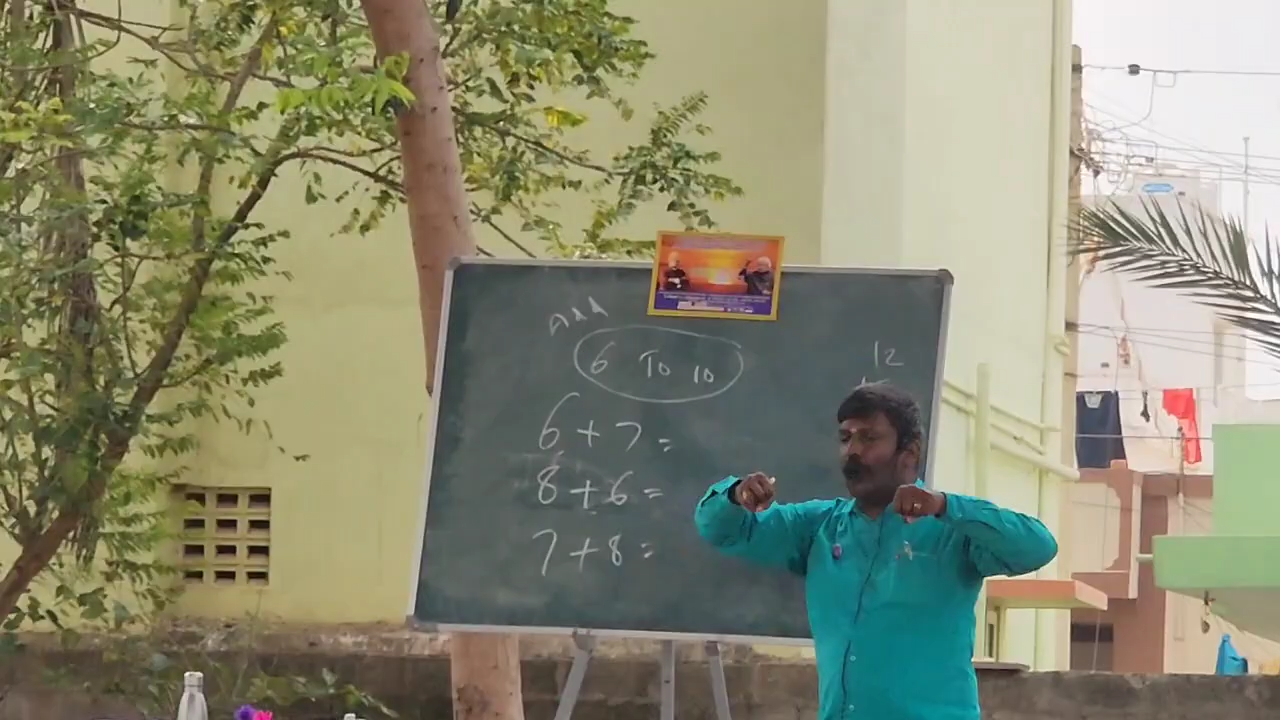 Add
6 To 10
12
6 + 7 =
8 + 6 =
7 + 8 =